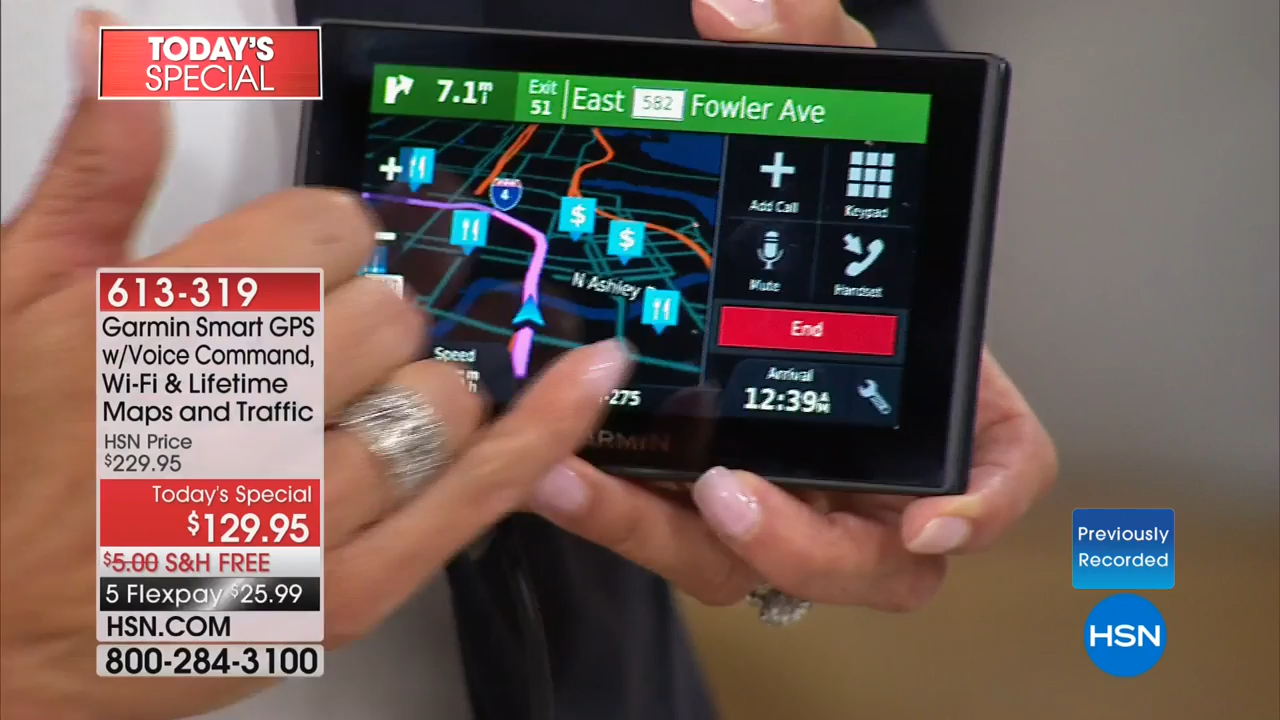 TODAY'S
SPECIAL
7.1 mi
Exit 51
East 582 Fowler Ave
4
$
$
N Ashley
Speed
-275
Add Call
Keypad
Mute
Handset
End
Arrival
12:39 AM
ARMIN
613-319
Garmin Smart GPS
w/Voice Command,
Wi-Fi & Lifetime
Maps and Traffic
HSN Price
$229.95
Today's Special
$129.95
$5.00 S&H FREE
5 Flexpay $25.99
HSN.COM
800-284-3100
Previously
Recorded
HSN